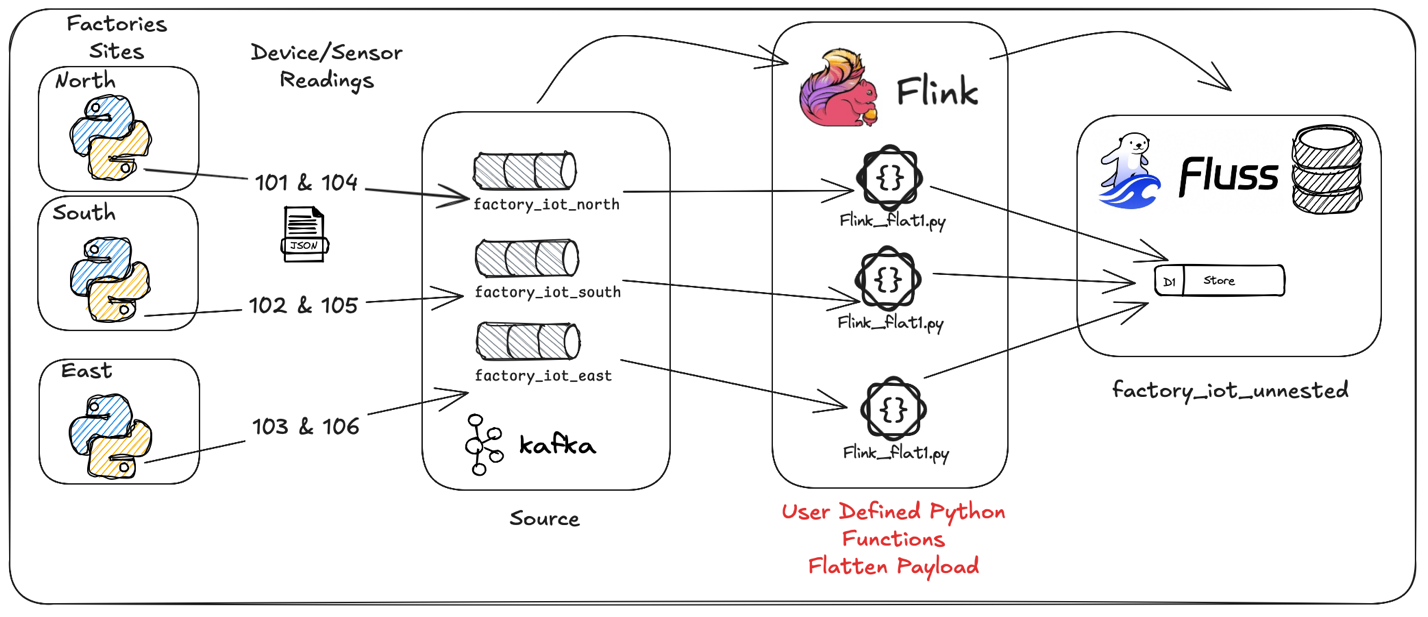 Factories
Sites
North
South
East
Device/Sensor
Readings
101 & 104
JSON
102 & 105
103 & 106
factory_iot_north
factory_iot_south
factory_iot_east
kafka
Source
Flink
Flink_flat1.py
Flink_flat1.py
Flink_flat1.py
User Defined Python
Functions
Flatten Payload
Fluss
D1 Store
factory_iot_unnested